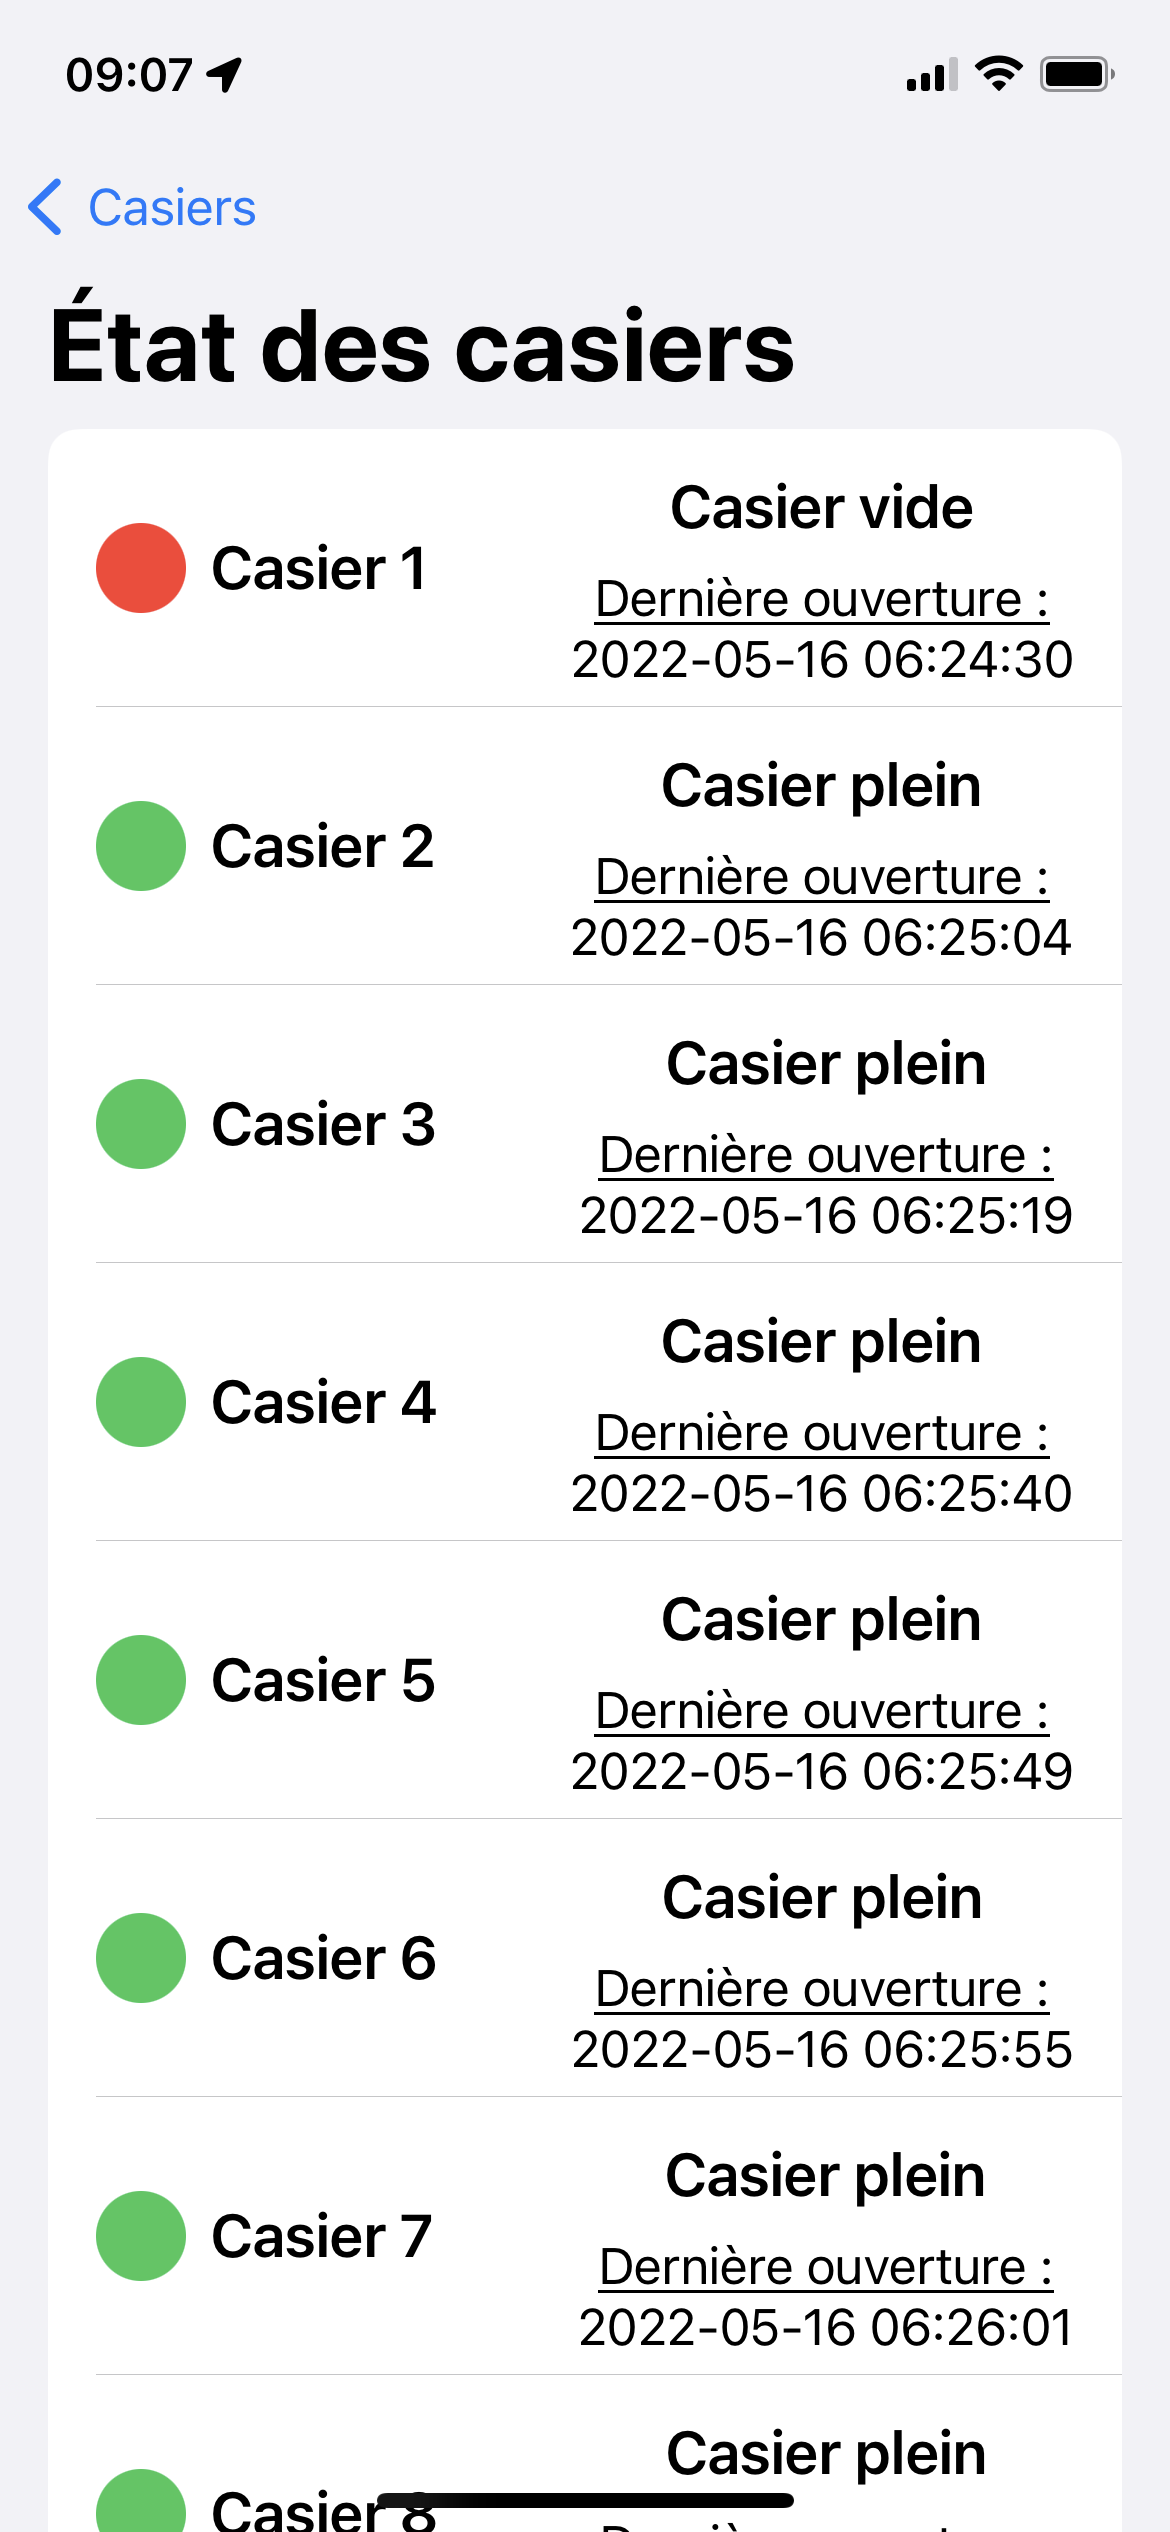 09:07
Casiers
État des casiers
Casier 1
Casier vide
Dernière ouverture :
2022-05-16 06:24:30
Casier 2
Casier plein
Dernière ouverture :
2022-05-16 06:25:04
Casier 3
Casier plein
Dernière ouverture :
2022-05-16 06:25:19
Casier 4
Casier plein
Dernière ouverture :
2022-05-16 06:25:40
Casier 5
Casier plein
Dernière ouverture :
2022-05-16 06:25:49
Casier 6
Casier plein
Dernière ouverture :
2022-05-16 06:25:55
Casier 7
Casier plein
Dernière ouverture :
2022-05-16 06:26:01
Casier 8
Casier plein